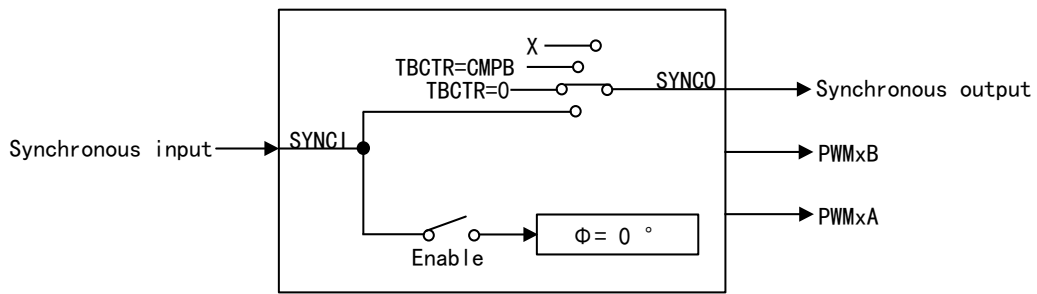 X
TBCTR=CMPB
TBCTR=0
SYNCO
Synchronous output
Synchronous input
SYNCI
PWMxB
PWMxA
Φ= 0 °
Enable